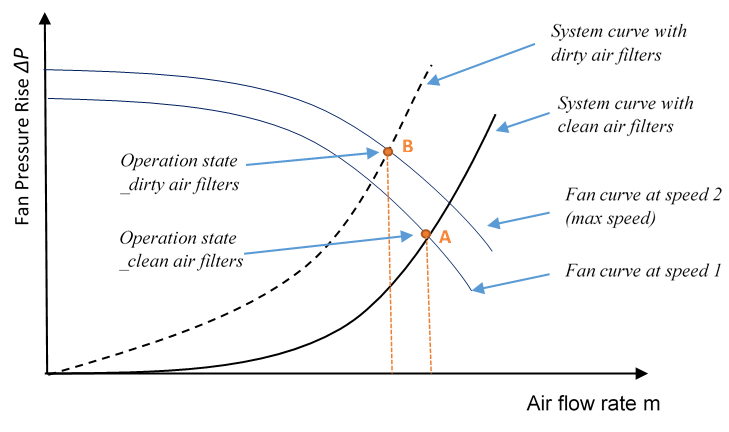 Fan Pressure Rise ΔP
System curve with
dirty air filters
System curve with
clean air filters
B
Operation state
_dirty air filters
Fan curve at speed 2
(max speed)
A
Operation state
_clean air filters
Fan curve at speed 1
Air flow rate m